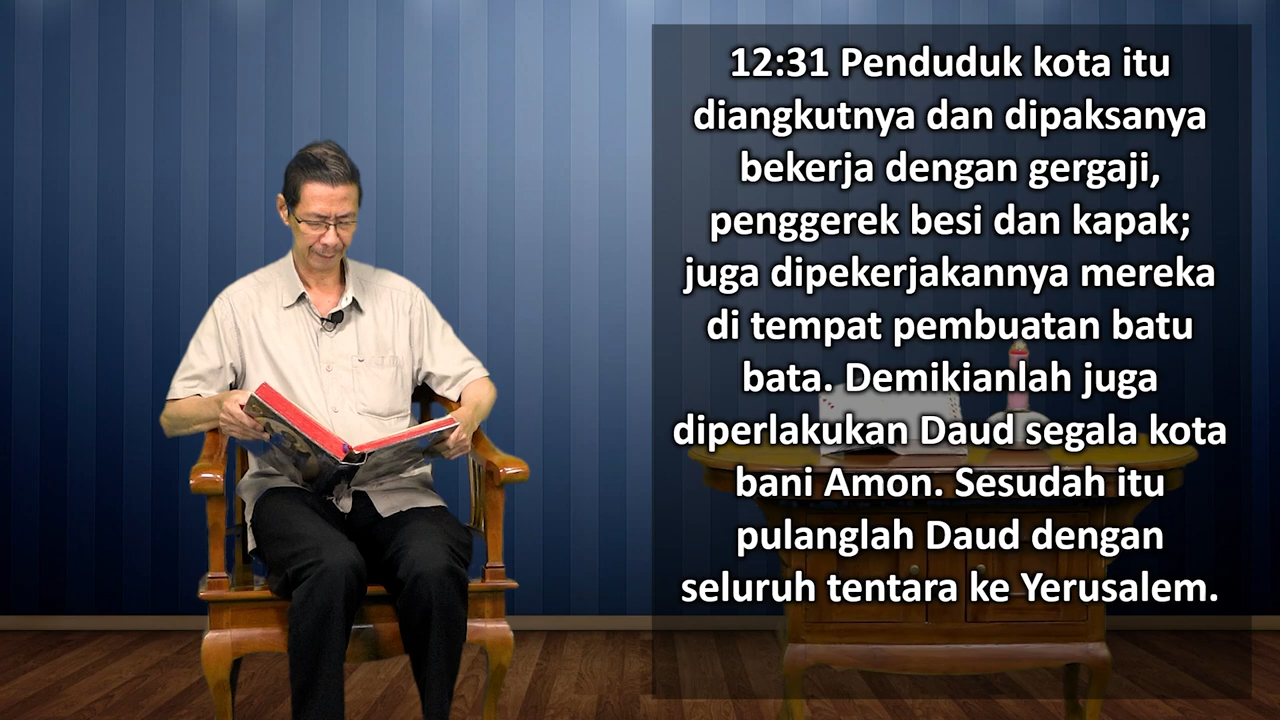 12:31 Penduduk kota itu
diangkutnya dan dipaksanya
bekerja dengan gergaji,
penggerek besi dan kapak;
juga dipekerjakannya mereka
di tempat pembuatan batu
bata. Demikianlah juga
diperlakukan Daud segala kota
bani Amon. Sesudah itu
pulanglah Daud dengan
seluruh tentara ke Yerusalem.